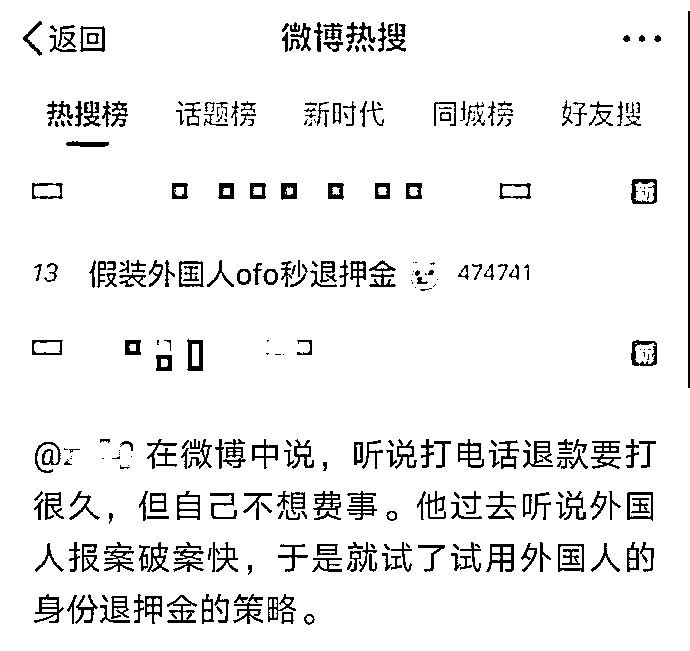 返回
微博热搜
热搜榜 话题榜 新时代 同城榜 好友搜
新
13 假装外国人ofo秒退押金 474741
新
在微博中说，听说打电话退款要打
很久，但自己不想费事。他过去听说外国
人报案破案快，于是就试了试用外国人的
身份退押金的策略。